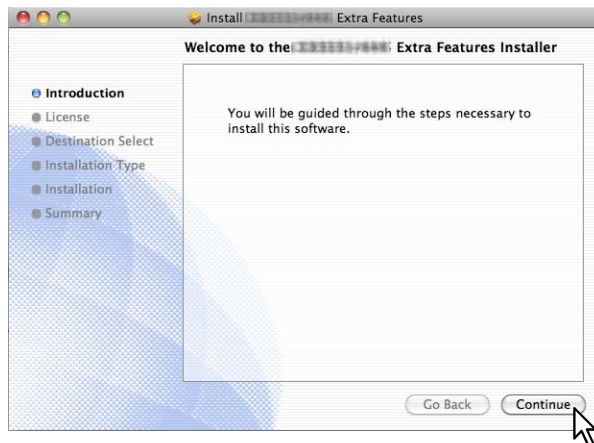 Install Extra Features
Welcome to the Extra Features Installer
Introduction
License
Destination Select
Installation Type
Installation
Summary
You will be guided through the steps necessary to
install this software.
Go Back
Continue